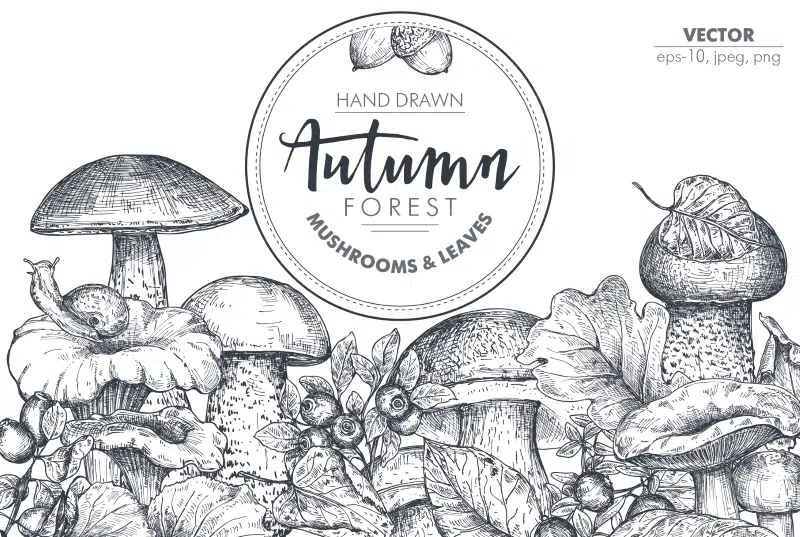 VECTOR
eps-10, jpeg, png
HAND DRAWN
Autumn
FOREST
MUSHROOMS & LEAVES